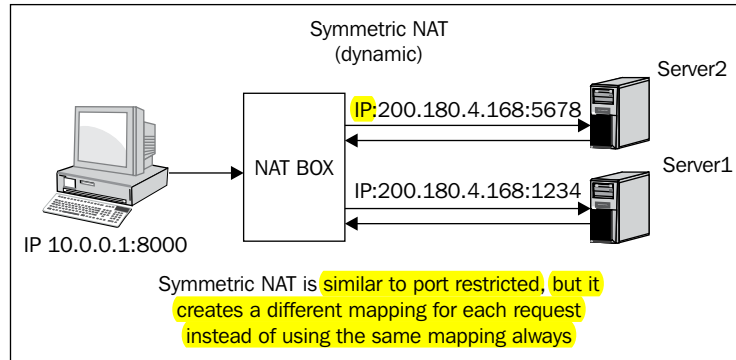 Symmetric NAT
(dynamic)
Server2
IP:200.180.4.168:5678
NAT BOX
Server1
IP:200.180.4.168:1234
IP 10.0.0.1:8000
Symmetric NAT is similar to port restricted, but it
creates a different mapping for each request
instead of using the same mapping always